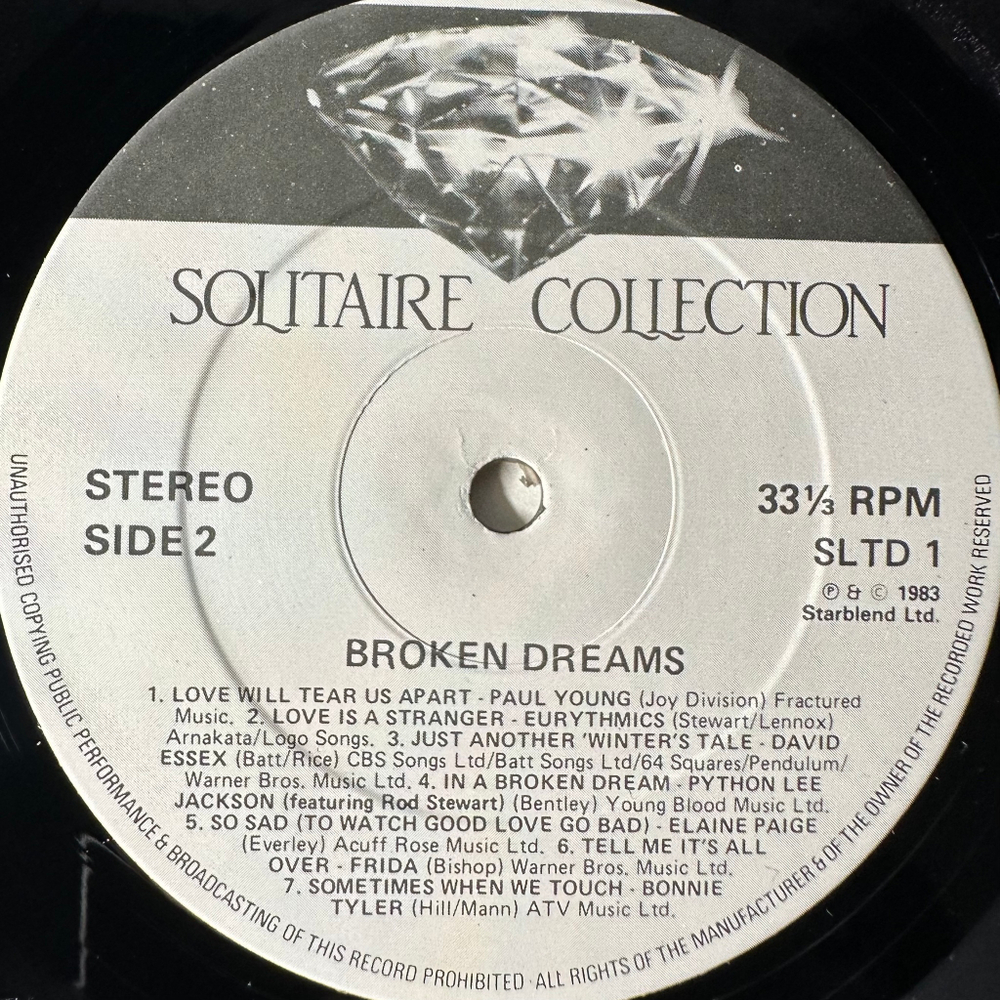 SOLITAIRE COLLECTION
STEREO
SIDE 2
33⅓ RPM
SLTD 1
℗ & © 1983
Starblend Ltd.
BROKEN DREAMS
1. LOVE WILL TEAR US APART - PAUL YOUNG (Joy Division) Fractured
Music. 2. LOVE IS A STRANGER - EURYTHMICS (Stewart/Lennox)
Arnakata/Logo Songs. 3. JUST ANOTHER 'WINTER'S TALE - DAVID
ESSEX (Batt/Rice) CBS Songs Ltd/Batt Songs Ltd/64 Squares/Pendulum/
Warner Bros. Music Ltd. 4. IN A BROKEN DREAM - PYTHON LEE
JACKSON (featuring Rod Stewart) (Bentley) Young Blood Music Ltd.
5. SO SAD (TO WATCH GOOD LOVE GO BAD) - ELAINE PAIGE
(Everley) Acuff Rose Music Ltd. 6. TELL ME IT'S ALL
OVER - FRIDA (Bishop) Warner Bros. Music Ltd.
7. SOMETIMES WHEN WE TOUCH - BONNIE
TYLER (Hill/Mann) ATV Music Ltd.
UNAUTHORISED COPYING PUBLIC PERFORMANCE & BROADCASTING OF THIS RECORD PROHIBITED · ALL RIGHTS OF THE MANUFACTURER & OF THE OWNER OF THE RECORDED WORK RESERVED